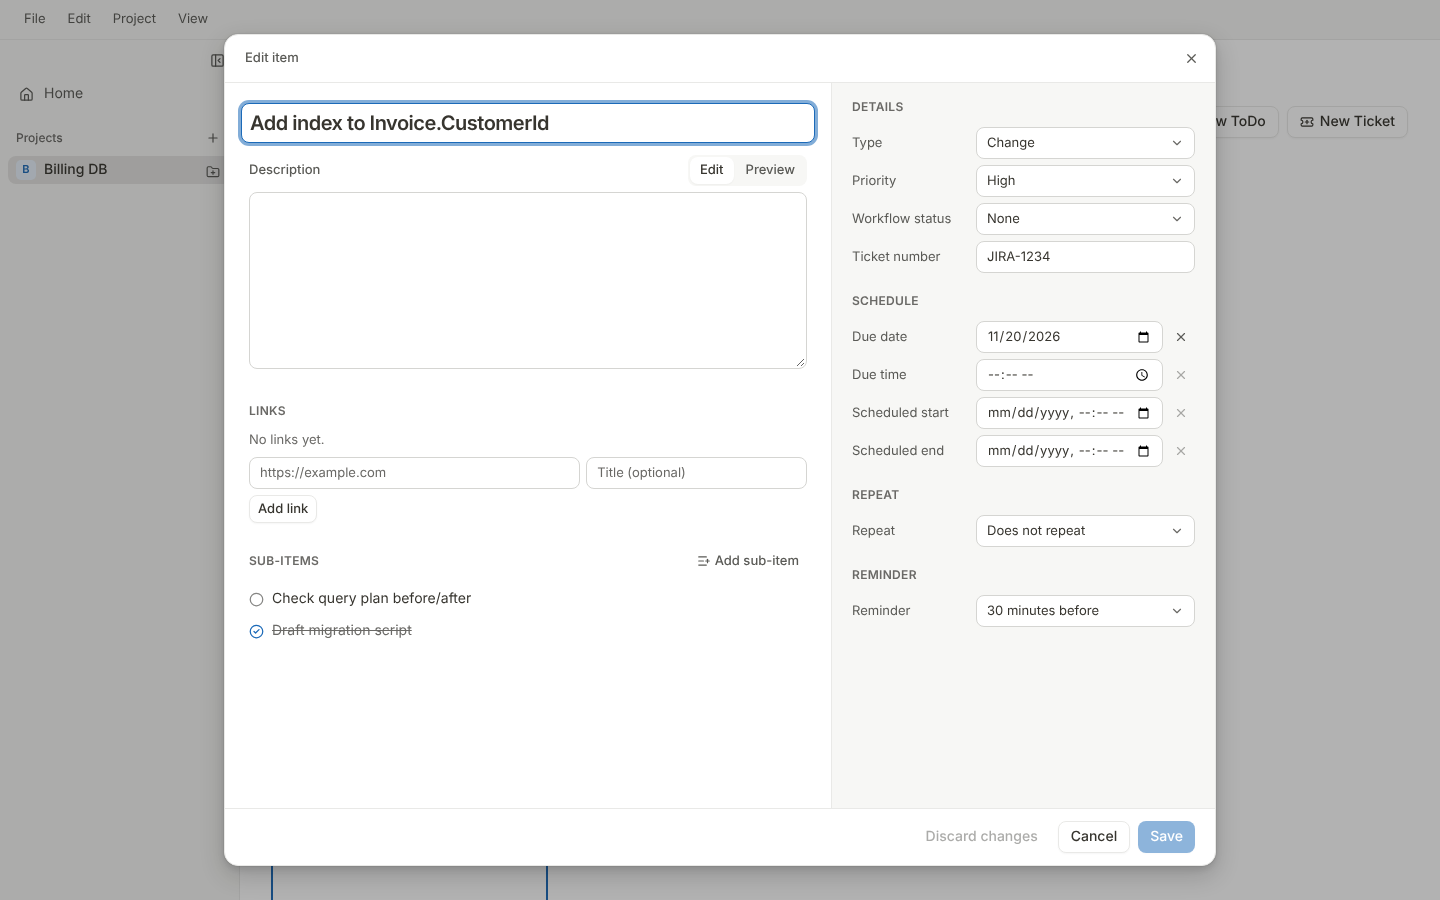 File Edit Project View
Home
Projects
B Billing DB
w ToDo
New Ticket
Edit item
Add index to Invoice.CustomerId
Description
Edit Preview
LINKS
No links yet.
https://example.com
Title (optional)
Add link
SUB-ITEMS
Add sub-item
Check query plan before/after
Draft migration script
DETAILS
Type Change
Priority High
Workflow status None
Ticket number JIRA-1234
SCHEDULE
Due date 11/20/2026
Due time --:-- --
Scheduled start mm/dd/yyyy, --:-- --
Scheduled end mm/dd/yyyy, --:-- --
REPEAT
Repeat Does not repeat
REMINDER
Reminder 30 minutes before
Discard changes Cancel Save